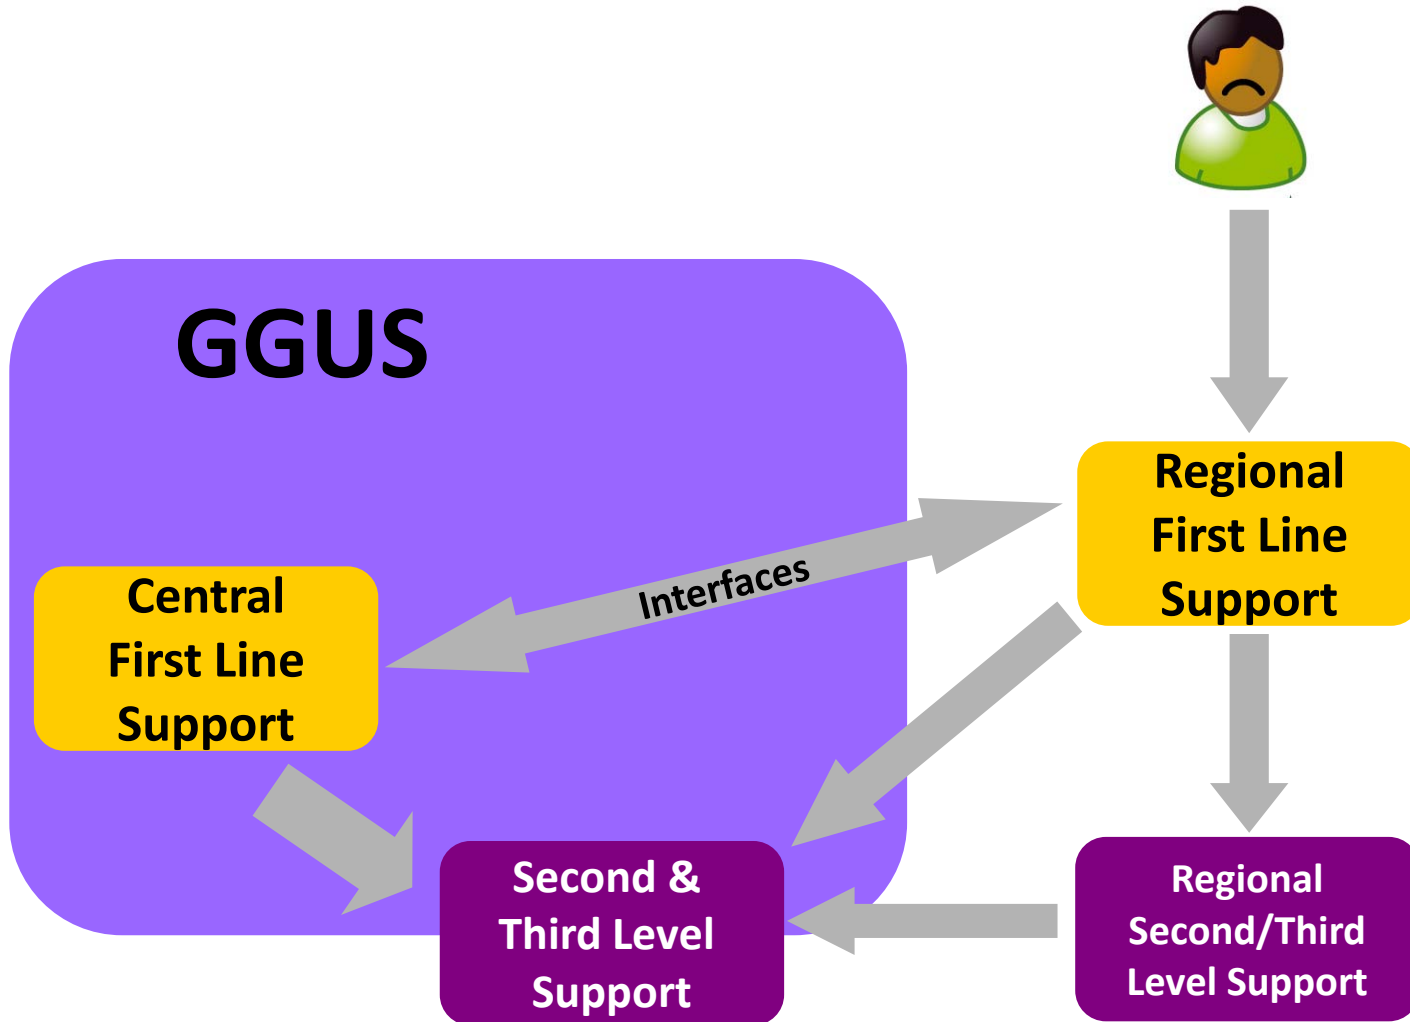 GGUS
Regional
First Line
Support
Interfaces
Central
First Line
Support
Second &
Third Level
Support
Regional
Second/Third
Level Support